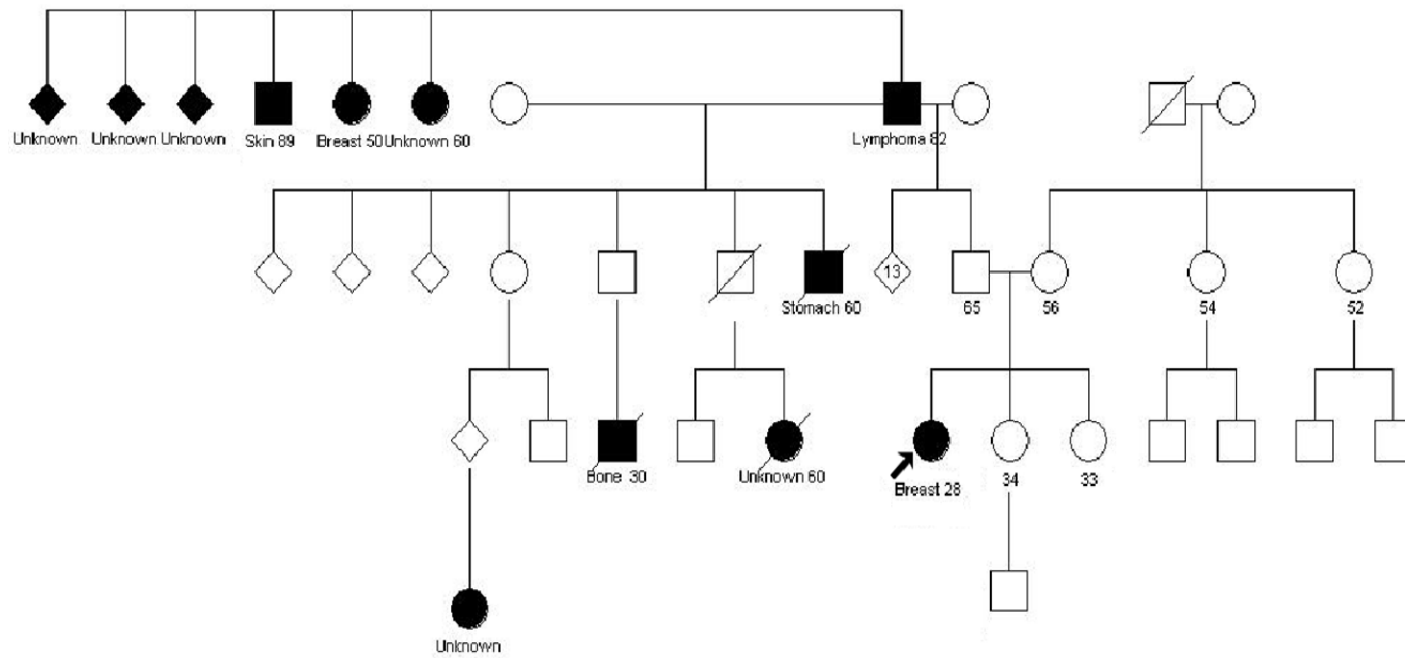 Unknown
Unknown
Unknown
Skin 89
Breast 50
Unknown 60
Lymphoma 82
Stomach 60
13
65
56
54
52
Bone 30
Unknown 60
Breast 28
34
33
Unknown